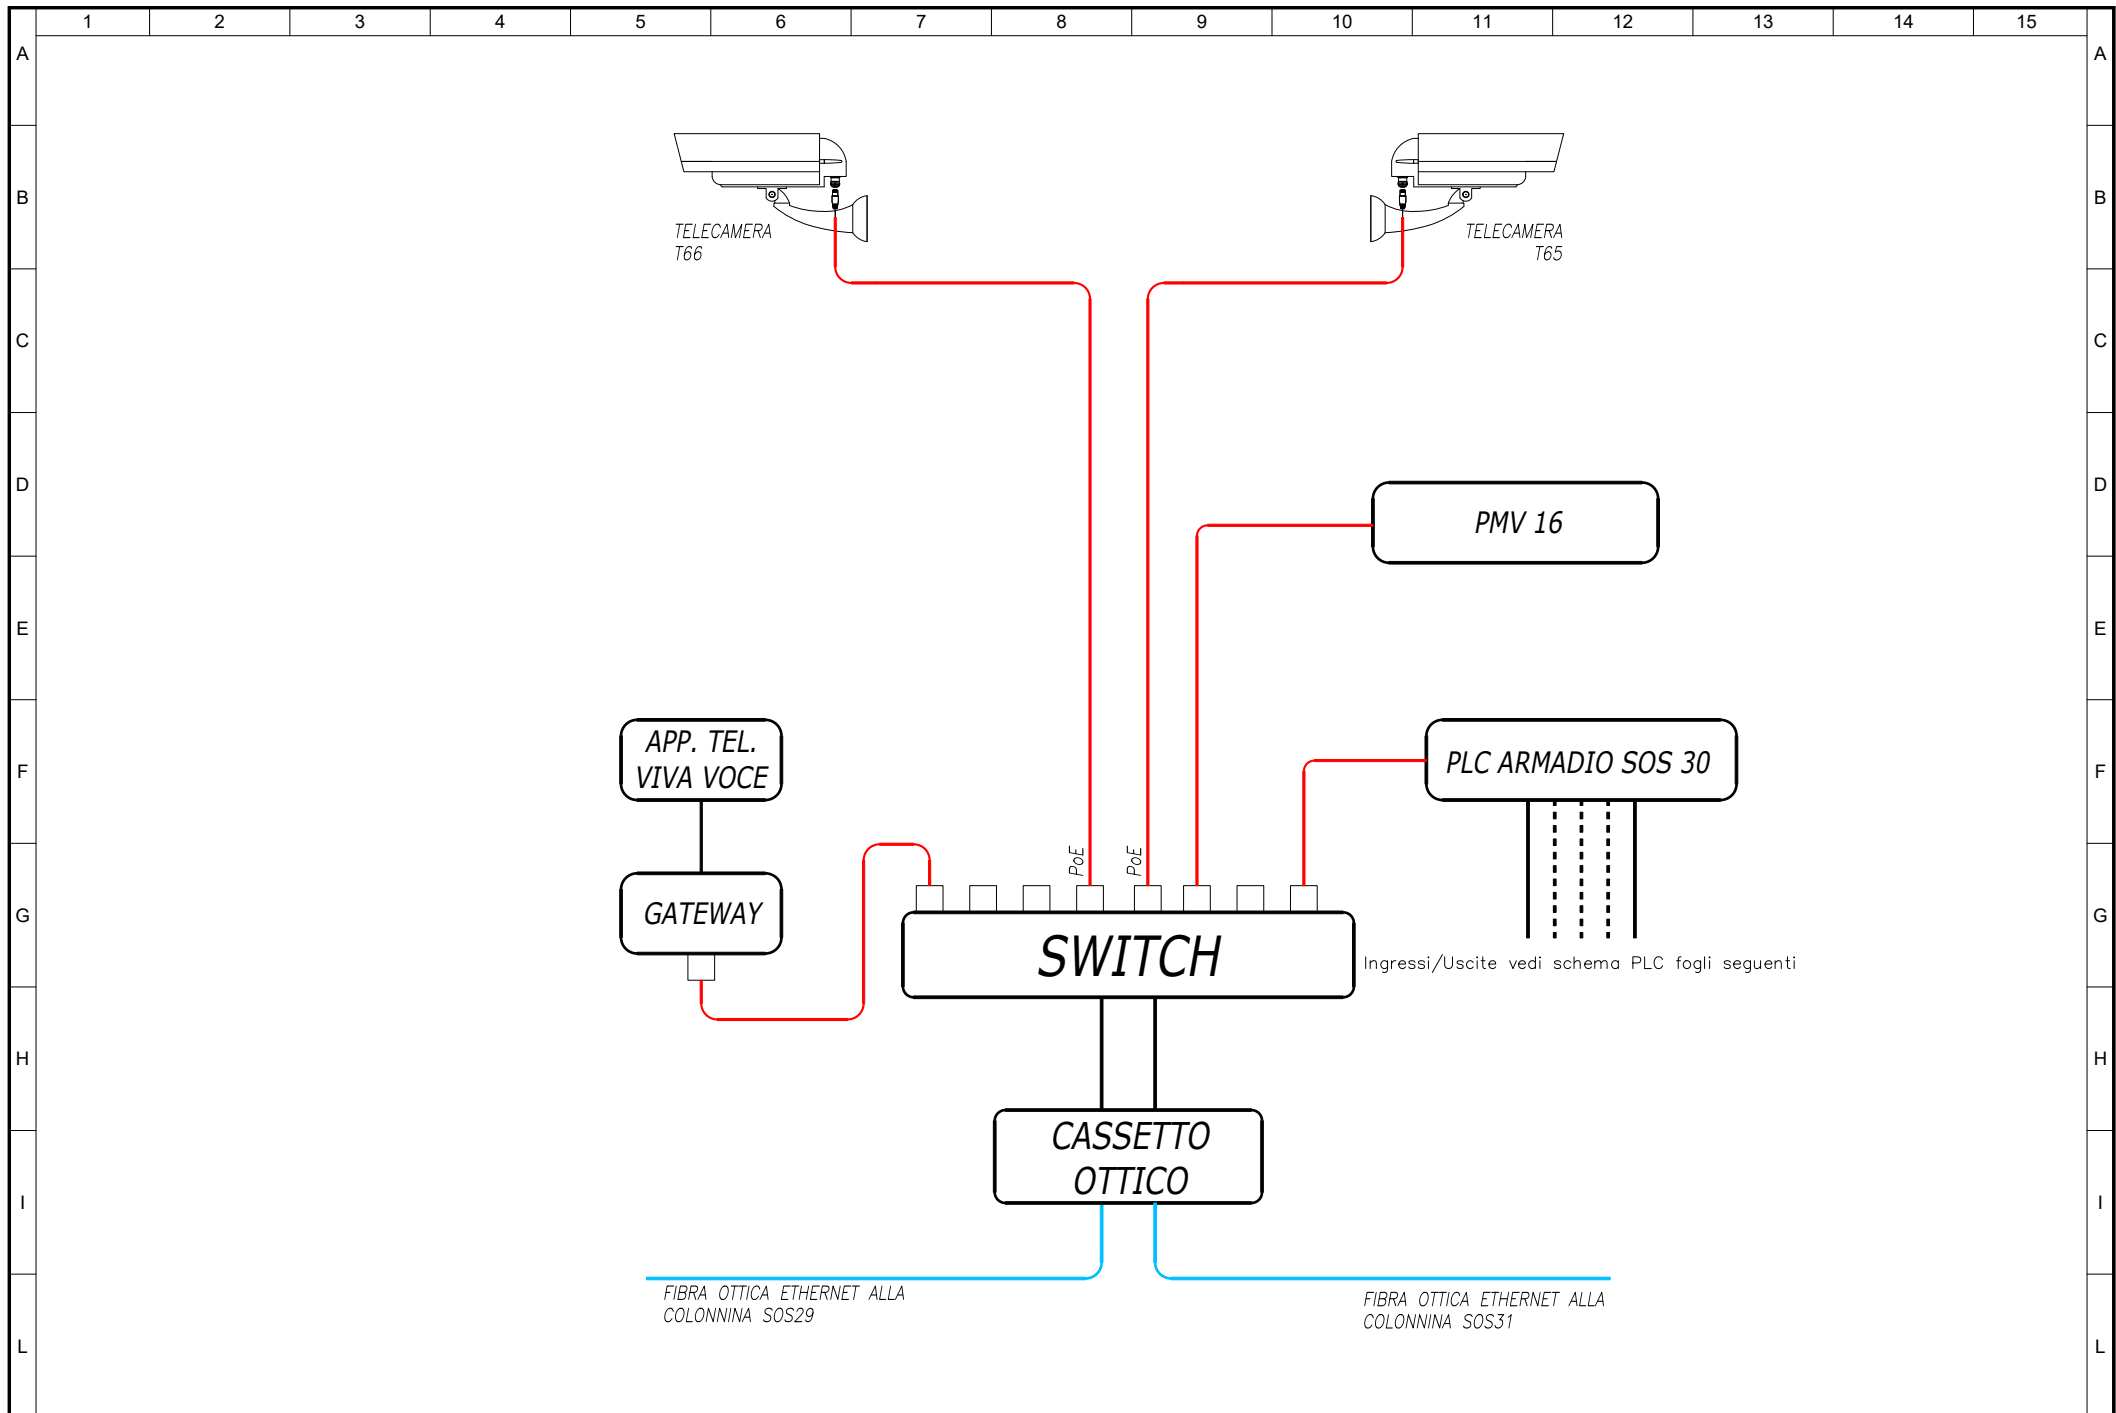 1 2 3 4 5 6 7 8 9 10 11 12 13 14 15
A A
B B
TELECAMERA
T66
TELECAMERA
T65
C C
D D
PMV 16
E E
APP. TEL.
VIVA VOCE
PLC ARMADIO SOS 30
F F
PoE PoE
GATEWAY
SWITCH
G G
Ingressi/Uscite vedi schema PLC fogli seguenti
H H
CASSETTO
OTTICO
I I
FIBRA OTTICA ETHERNET ALLA
COLONNINA SOS29
FIBRA OTTICA ETHERNET ALLA
COLONNINA SOS31
L L